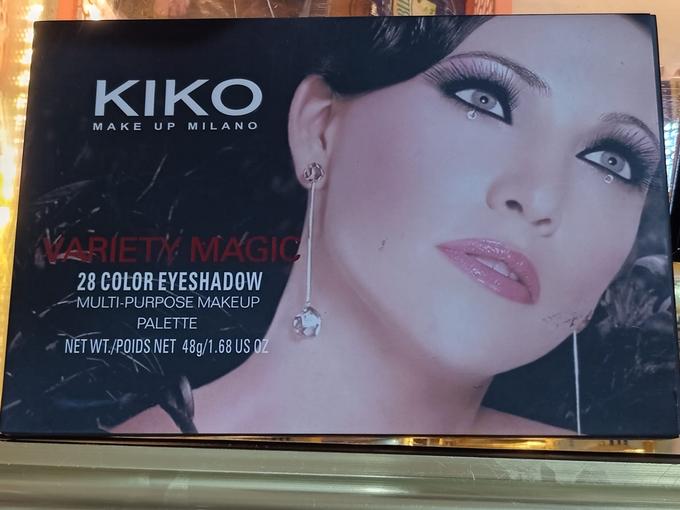 KIKO
MAKE UP MILANO
VARIETY MAGIC
28 COLOR EYESHADOW
MULTI-PURPOSE MAKEUP
PALETTE
NET WT./POIDS NET 48g/1.68 US OZ